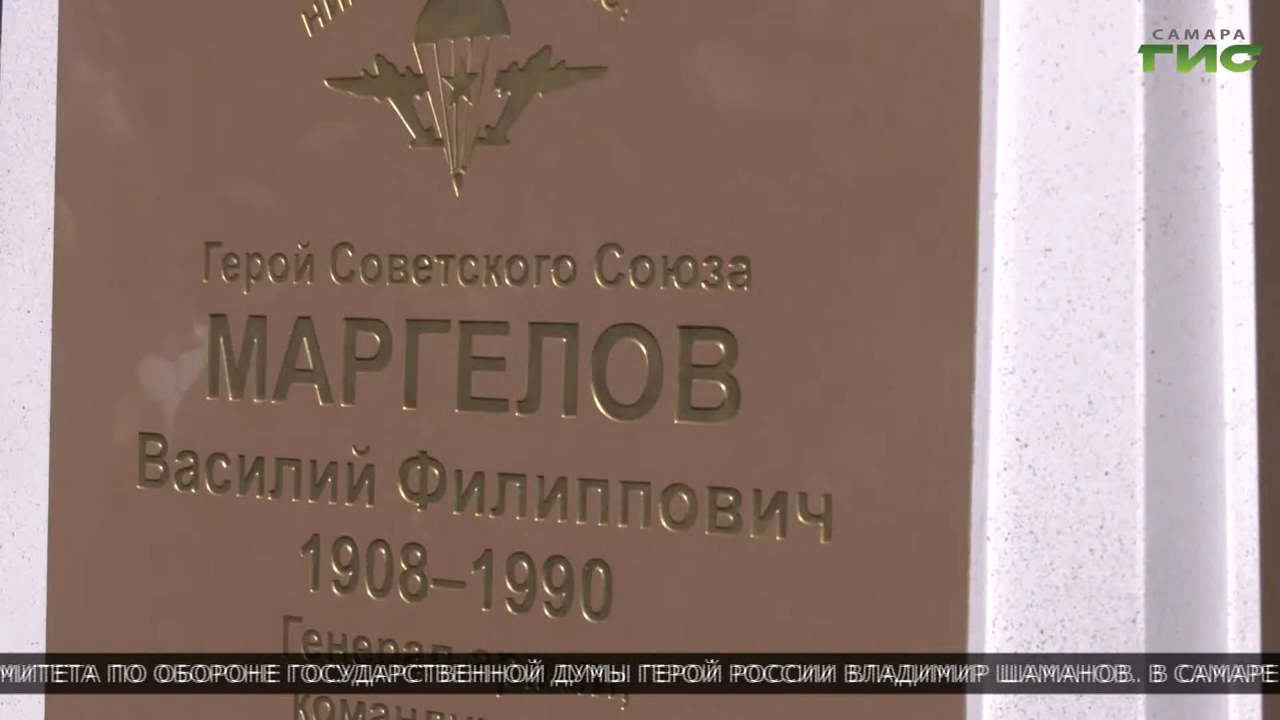 САМАРА
ГИС
Герой Советского Союза
МАРГЕЛОВ
Василий Филиппович
1908–1990
Генерал
МИТЕТА ПО ОБОРОНЕ ГОСУДАРСТВЕННОЙ ДУМЫ ГЕРОЙ РОССИИ ВЛАДИМИР ШАМАНОВ.. В САМАРЕ